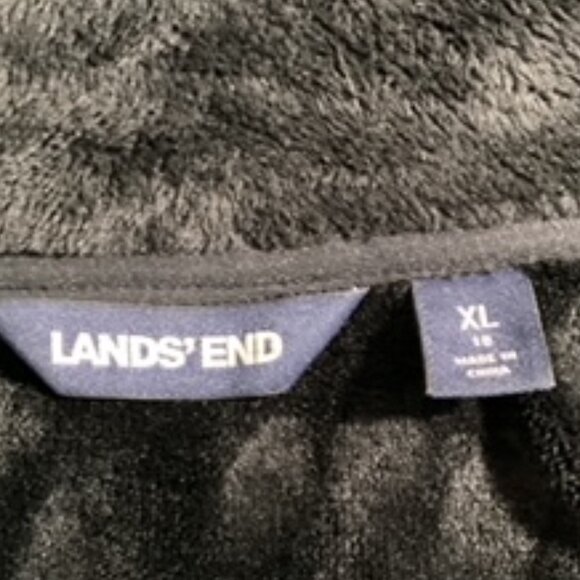 LANDS' END
XL
18
MADE IN
CHINA